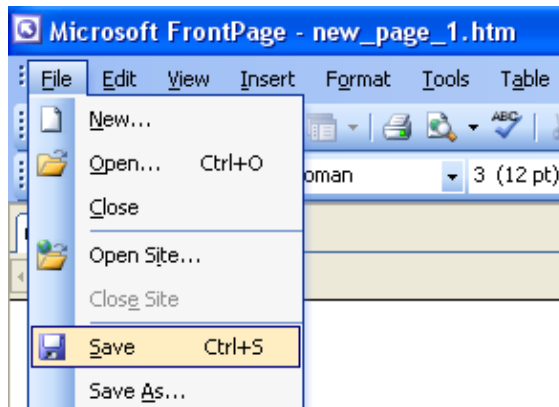 Microsoft FrontPage - new_page_1.htm
File Edit View Insert Format Tools Table
New...
ABC
Open... Ctrl+O
oman 3 (12 pt)
Close
Open Site...
Close Site
Save Ctrl+S
Save As...